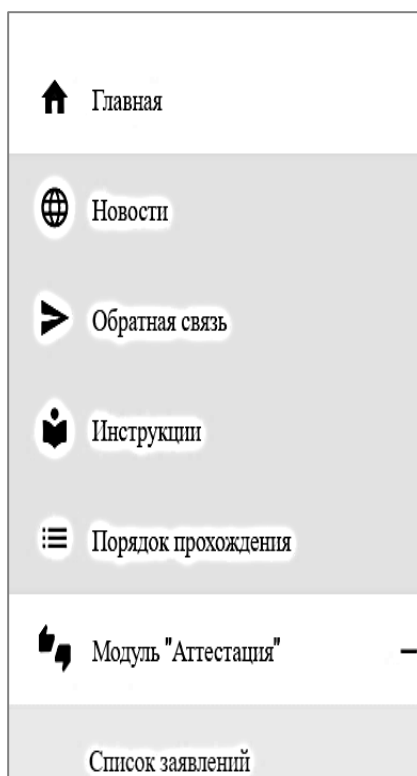 Главная
Новости
Обратная связь
Инструкции
Порядок прохождения
Модуль "Аттестация"
Список заявлений